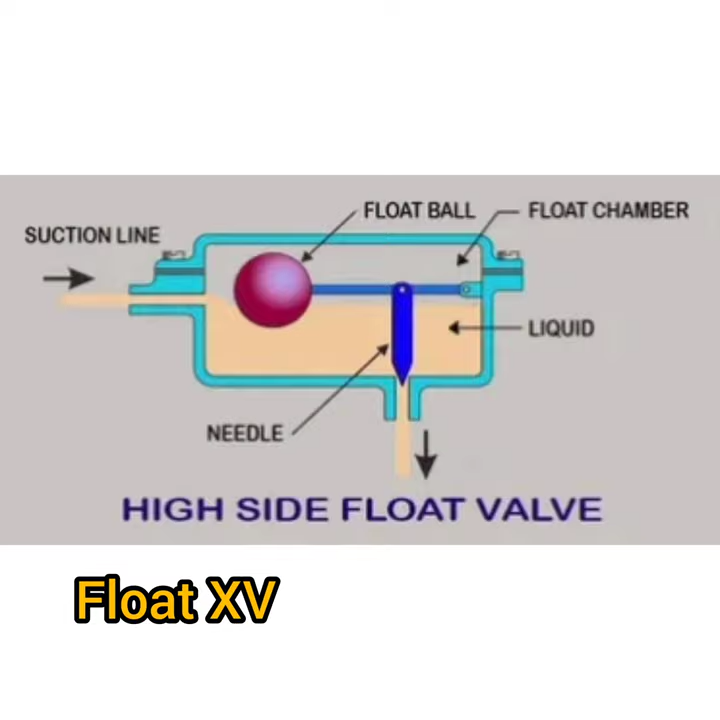 FLOAT BALL
FLOAT CHAMBER
SUCTION LINE
LIQUID
NEEDLE
HIGH SIDE FLOAT VALVE
Float XV